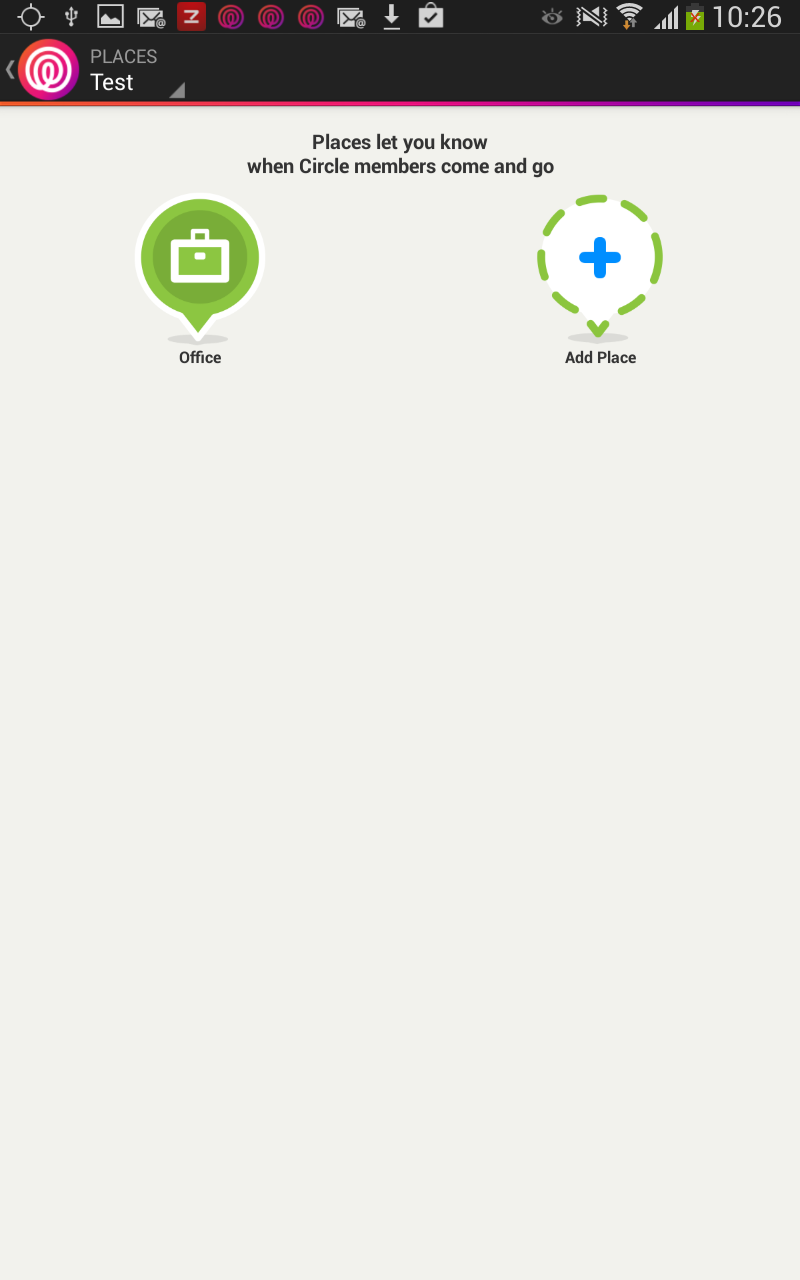 10:26
PLACES
Test
Places let you know
when Circle members come and go
Office
Add Place